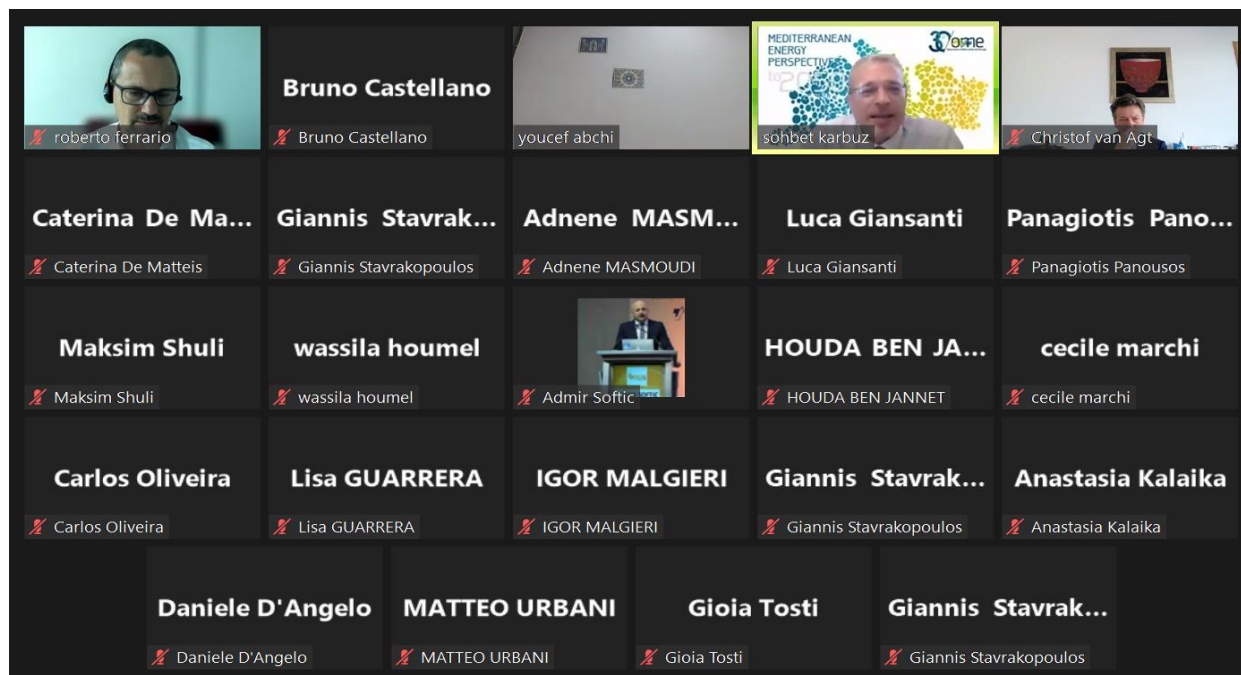 MEDITERRANEAN
ENERGY
PERSPECTIVES
30 ome
roberto ferrario
Bruno Castellano
Bruno Castellano
youcef abchi
sohbet karbuz
Christof van Agt
Caterina De Ma...
Giannis Stavrak...
Adnene MASM...
Luca Giansanti
Panagiotis Pano...
Caterina De Matteis
Giannis Stavrakopoulos
Adnene MASMOUDI
Luca Giansanti
Panagiotis Panousos
Maksim Shuli
wassila houmel
HOUDA BEN JA...
cecile marchi
Maksim Shuli
wassila houmel
Admir Softic
HOUDA BEN JANNET
cecile marchi
Carlos Oliveira
Lisa GUARRERA
IGOR MALGIERI
Giannis Stavrak...
Anastasia Kalaika
Carlos Oliveira
Lisa GUARRERA
IGOR MALGIERI
Giannis Stavrakopoulos
Anastasia Kalaika
Daniele D'Angelo
MATTEO URBANI
Gioia Tosti
Giannis Stavrak...
Daniele D'Angelo
MATTEO URBANI
Gioia Tosti
Giannis Stavrakopoulos